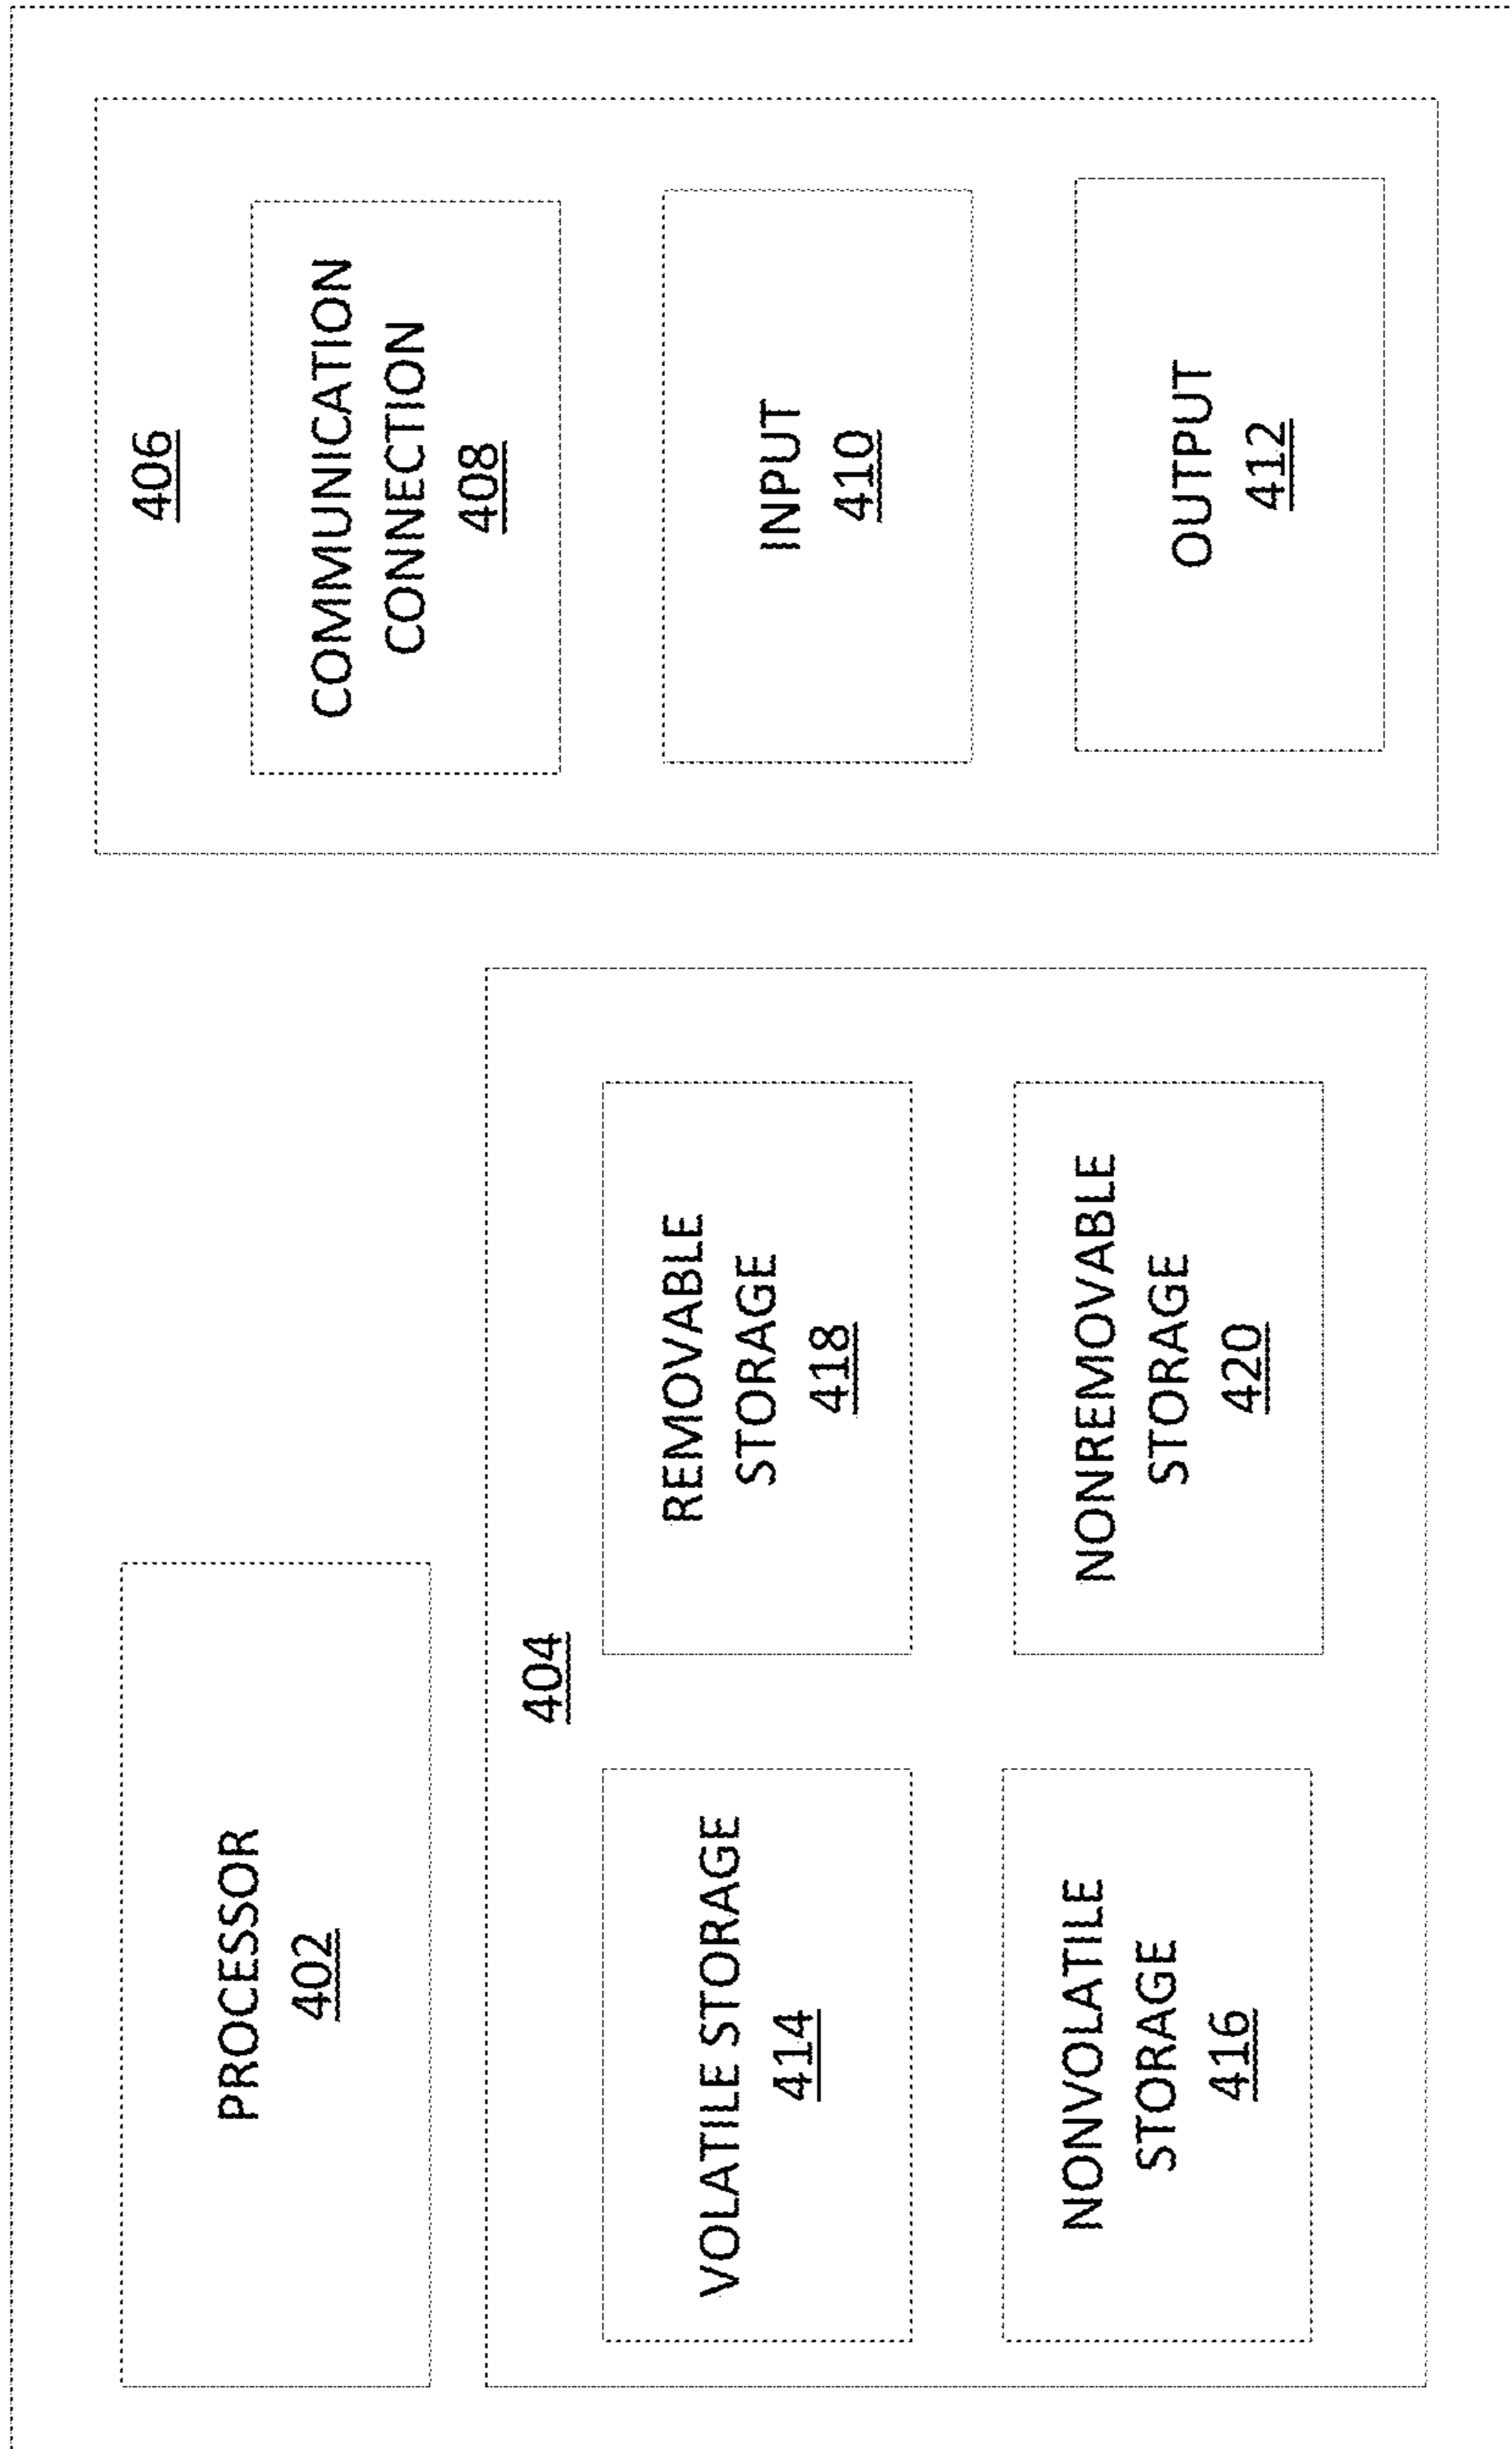 PROCESSOR
402
404
VOLATILE STORAGE
414
REMOVABLE
STORAGE
418
NONVOLATILE
STORAGE
416
NONREMOVABLE
STORAGE
420
406
COMMUNICATION
CONNECTION
408
INPUT
410
OUTPUT
412